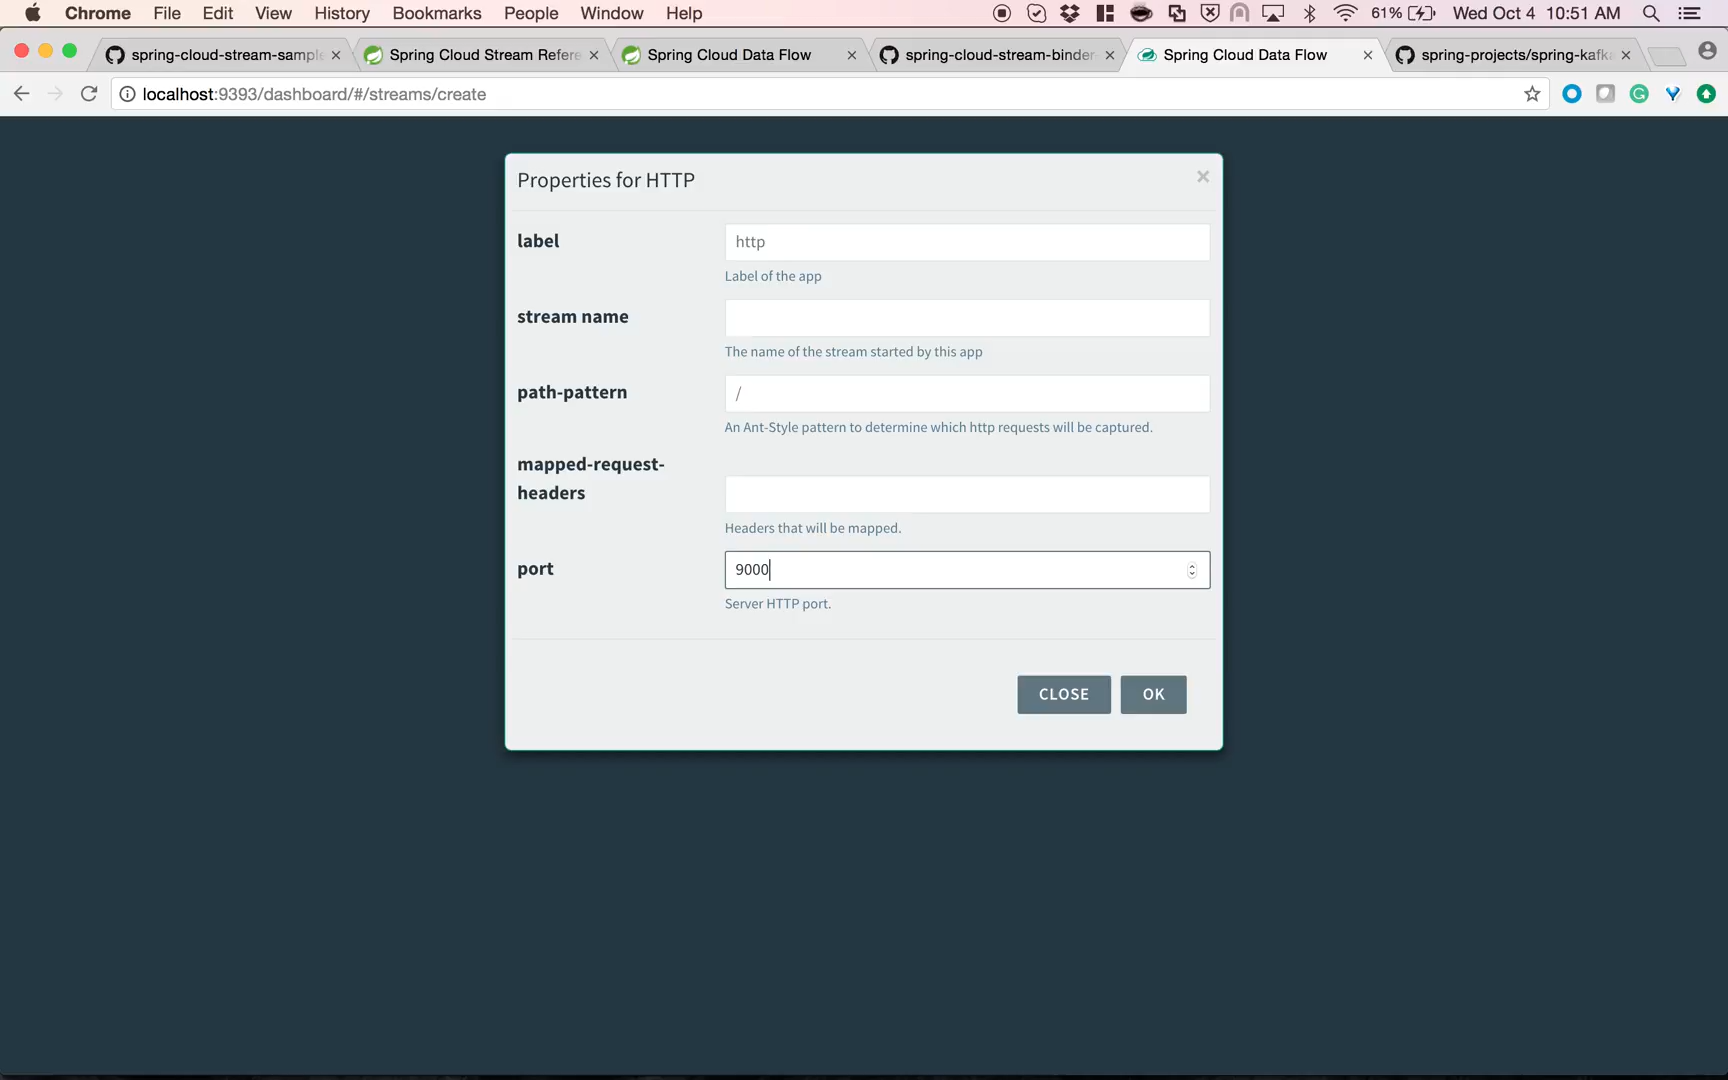 Chrome File Edit View History Bookmarks People Window Help 61% Wed Oct 4 10:51 AM
spring-cloud-stream-sample Spring Cloud Stream Refere Spring Cloud Data Flow spring-cloud-stream-binder- Spring Cloud Data Flow spring-projects/spring-kafka
localhost:9393/dashboard/#/streams/create
Properties for HTTP
label
http
Label of the app
stream name
The name of the stream started by this app
path-pattern
/
An Ant-Style pattern to determine which http requests will be captured.
mapped-request-
headers
Headers that will be mapped.
port
9000
Server HTTP port.
CLOSE OK